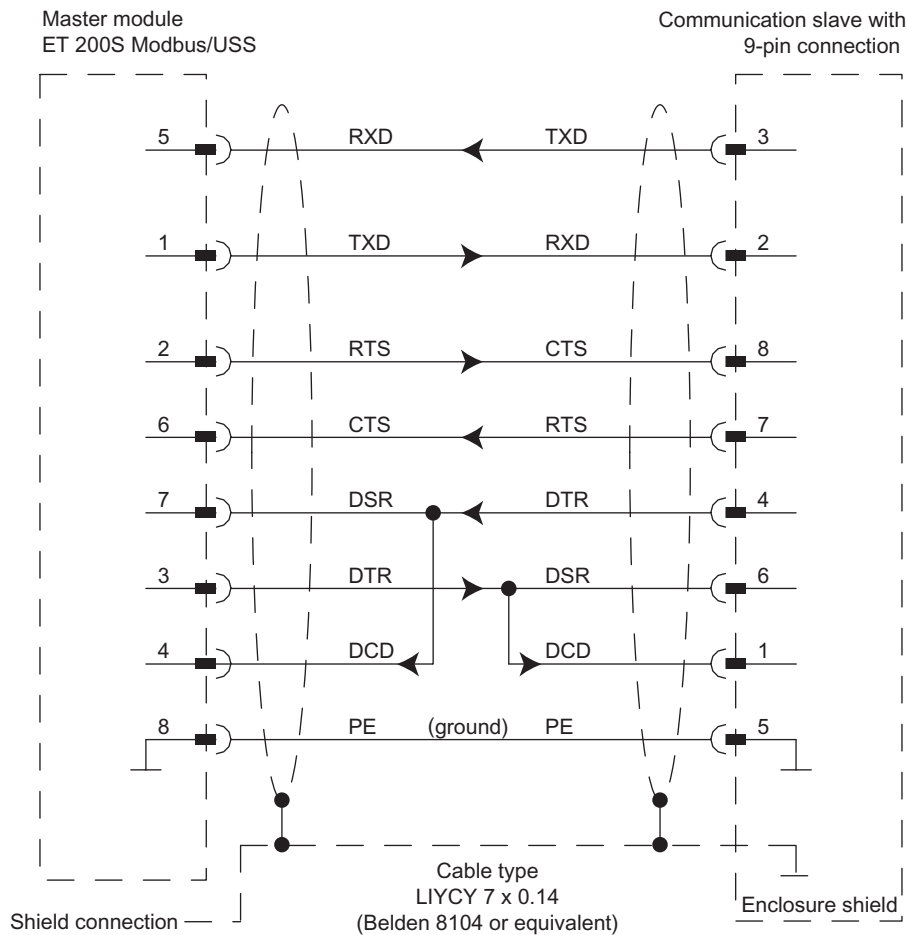 Master module
ET 200S Modbus/USS
Communication slave with
9-pin connection
5 RXD TXD 3
1 TXD RXD 2
2 RTS CTS 8
6 CTS RTS 7
7 DSR DTR 4
3 DTR DSR 6
4 DCD DCD 1
8 PE (ground) PE 5
Cable type
LIYCY 7 x 0.14
(Belden 8104 or equivalent)
Shield connection
Enclosure shield